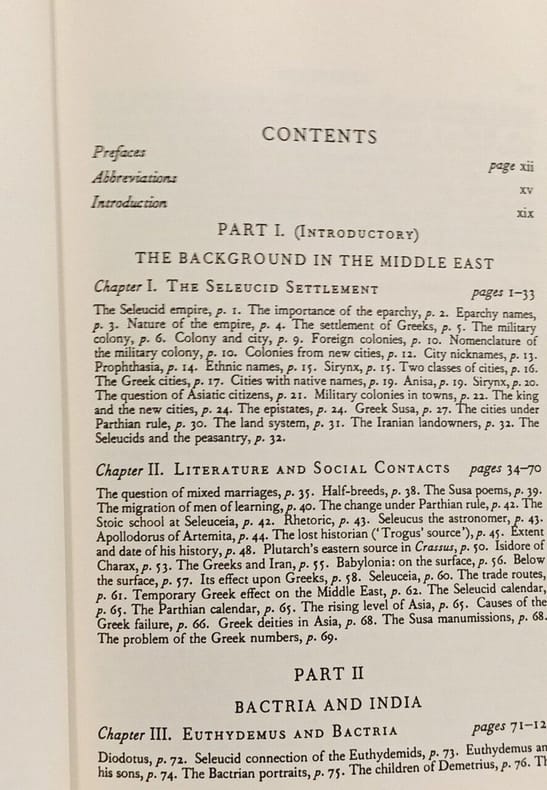 CONTENTS
Prefaces page xii
Abbreviations xv
Introduction xix
PART I. (Introductory)
THE BACKGROUND IN THE MIDDLE EAST
Chapter I. The Seleucid Settlement pages 1–33
The Seleucid empire, p. 1. The importance of the eparchy, p. 2. Eparchy names,
p. 3. Nature of the empire, p. 4. The settlement of Greeks, p. 5. The military
colony, p. 6. Colony and city, p. 9. Foreign colonies, p. 10. Nomenclature of
the military colony, p. 10. Colonies from new cities, p. 12. City nicknames, p. 13.
Prophthasia, p. 14. Ethnic names, p. 15. Sirynx, p. 15. Two classes of cities, p. 16.
The Greek cities, p. 17. Cities with native names, p. 19. Anisa, p. 19. Sirynx, p. 20.
The question of Asiatic citizens, p. 21. Military colonies in towns, p. 22. The king
and the new cities, p. 24. The epistates, p. 24. Greek Susa, p. 27. The cities under
Parthian rule, p. 30. The land system, p. 31. The Iranian landowners, p. 32. The
Seleucids and the peasantry, p. 32.
Chapter II. Literature and Social Contacts pages 34–70
The question of mixed marriages, p. 35. Half-breeds, p. 38. The Susa poems, p. 39.
The migration of men of learning, p. 40. The change under Parthian rule, p. 42. The
Stoic school at Seleuceia, p. 42. Rhetoric, p. 43. Seleucus the astronomer, p. 43.
Apollodorus of Artemita, p. 44. The lost historian (‘Trogus’ source’), p. 45. Extent
and date of his history, p. 48. Plutarch’s eastern source in Crassus, p. 50. Isidore of
Charax, p. 53. The Greeks and Iran, p. 55. Babylonia: on the surface, p. 56. Below
the surface, p. 57. Its effect upon Greeks, p. 58. Seleuceia, p. 60. The trade routes,
p. 61. Temporary Greek effect on the Middle East, p. 62. The Seleucid calendar,
p. 65. The Parthian calendar, p. 65. The rising level of Asia, p. 65. Causes of the
Greek failure, p. 66. Greek deities in Asia, p. 68. The Susa manumissions, p. 68.
The problem of the Greek numbers, p. 69.
PART II
BACTRIA AND INDIA
Chapter III. Euthydemus and Bactria pages 71–12
Diodotus, p. 72. Seleucid connection of the Euthydemids, p. 73. Euthydemus an
his sons, p. 74. The Bactrian portraits, p. 75. The children of Demetrius, p. 76. Th